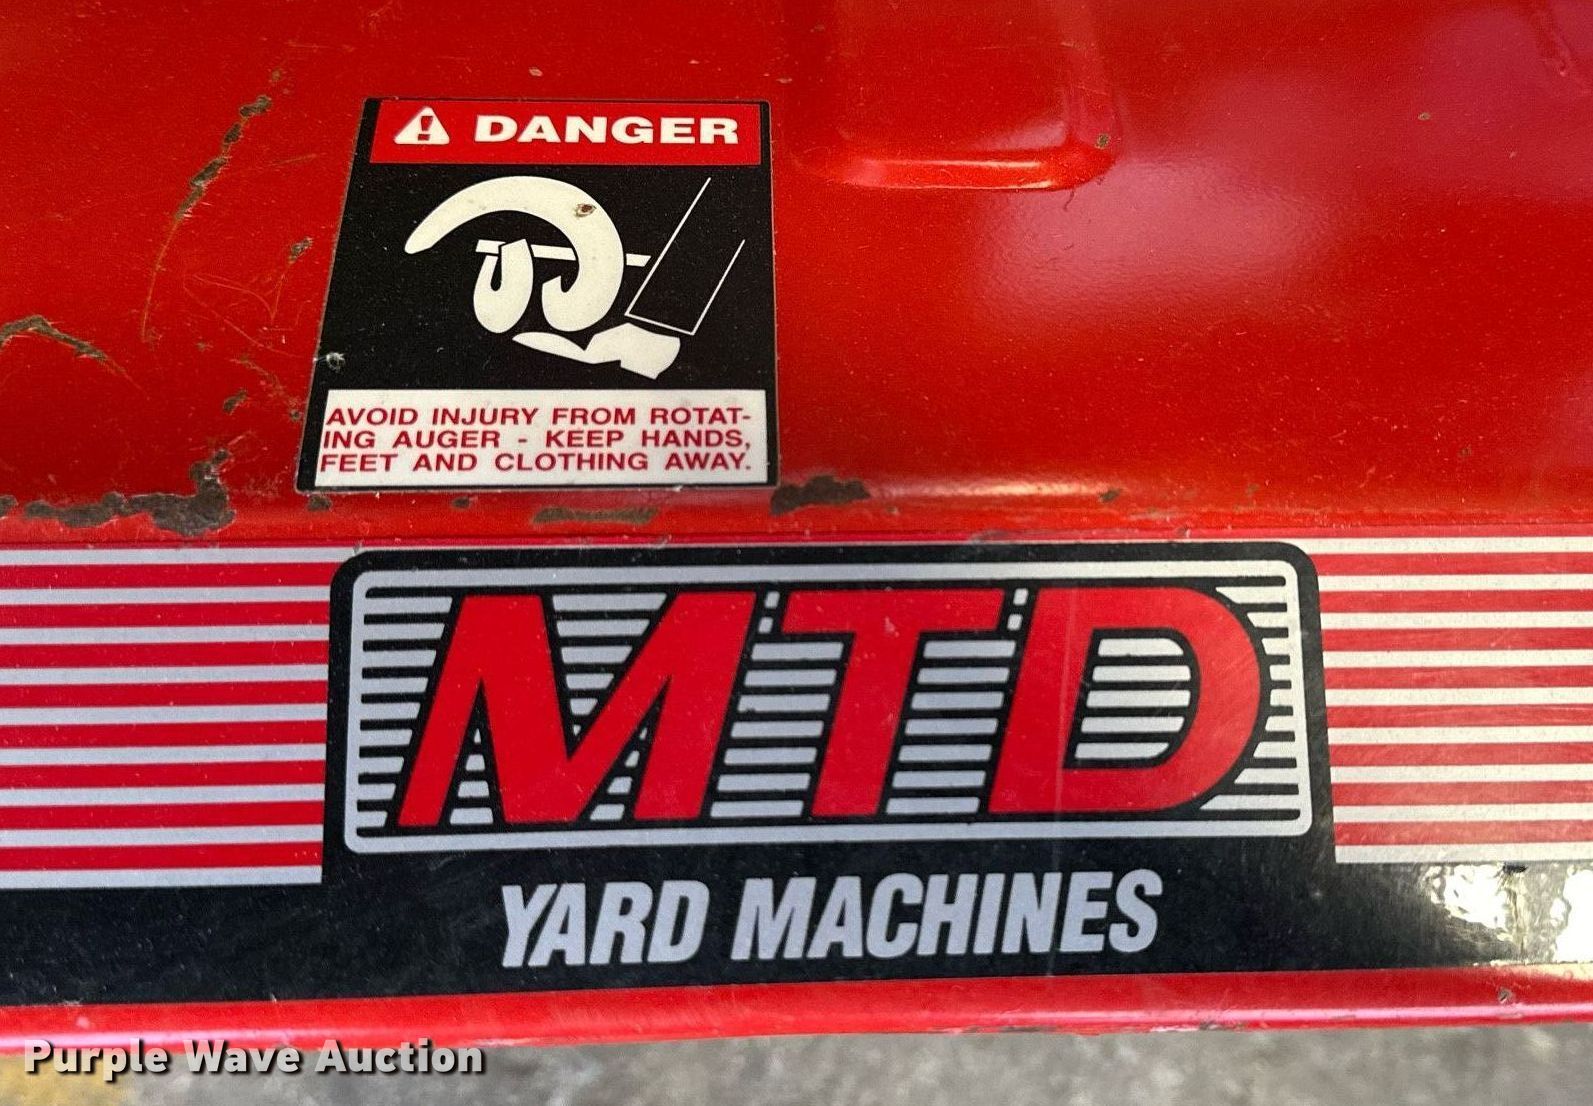 DANGER
AVOID INJURY FROM ROTAT-
ING AUGER - KEEP HANDS,
FEET AND CLOTHING AWAY.
MTD
YARD MACHINES
Purple Wave Auction